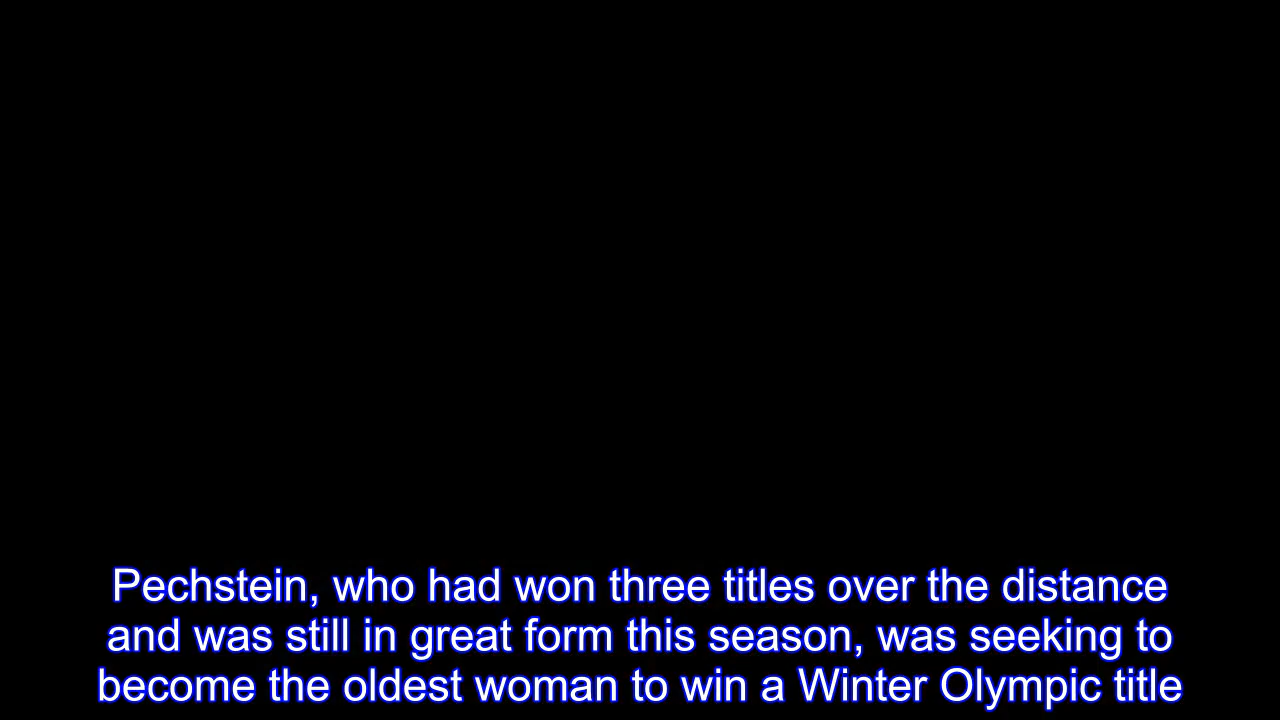 Pechstein, who had won three titles over the distance
and was still in great form this season, was seeking to
become the oldest woman to win a Winter Olympic title